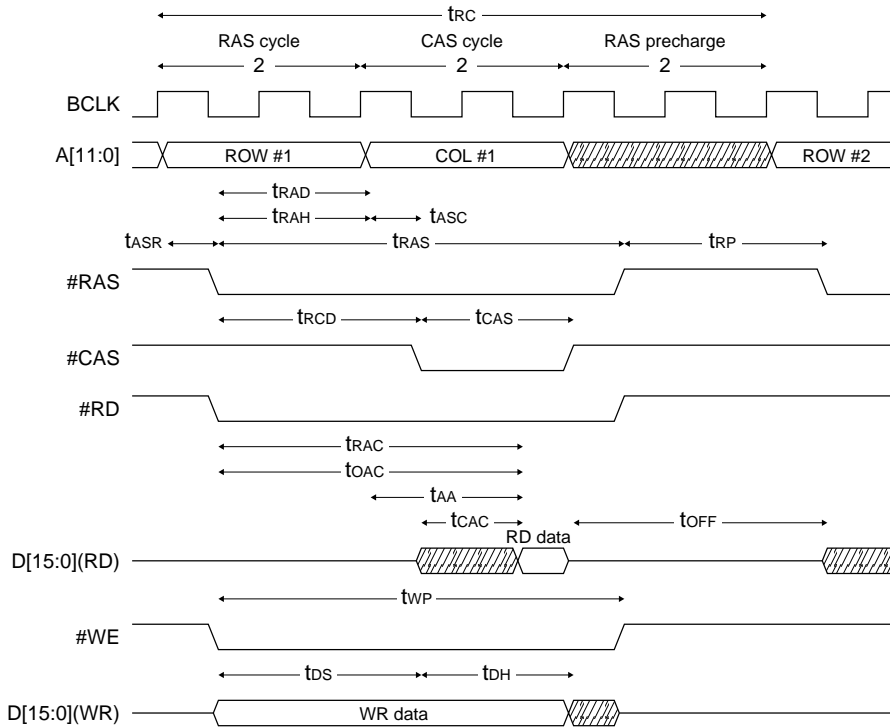 tRC
RAS cycle CAS cycle RAS precharge
2 2 2
BCLK
A[11:0] ROW #1 COL #1 ROW #2
tRAD
tRAH tASC
tASR tRAS tRP
#RAS
tRCD tCAS
#CAS
#RD
tRAC
tOAC
tAA
tCAC tOFF
RD data
D[15:0](RD)
tWP
#WE
tDS tDH
D[15:0](WR) WR data